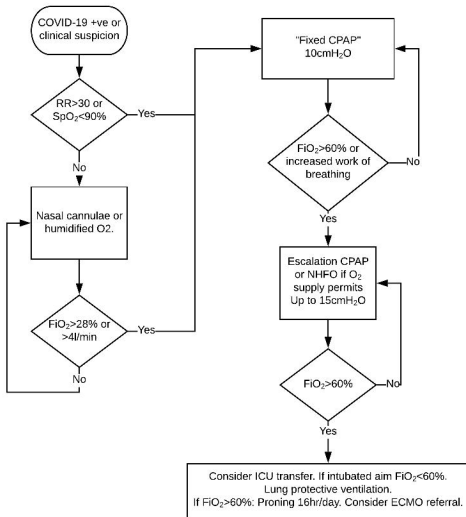 COVID-19 +ve or
clinical suspicion
RR>30 or
SpO₂<90%
Yes
No
Nasal cannulae or
humidified O2.
FiO₂>28% or
>4l/min
Yes
No
"Fixed CPAP"
10cmH₂O
FiO₂>60% or
increased work of
breathing
No
Yes
Escalation CPAP
or NHFO if O₂
supply permits
Up to 15cmH₂O
FiO₂>60%
No
Yes
Consider ICU transfer. If intubated aim FiO₂<60%.
Lung protective ventilation.
If FiO₂>60%: Proning 16hr/day. Consider ECMO referral.